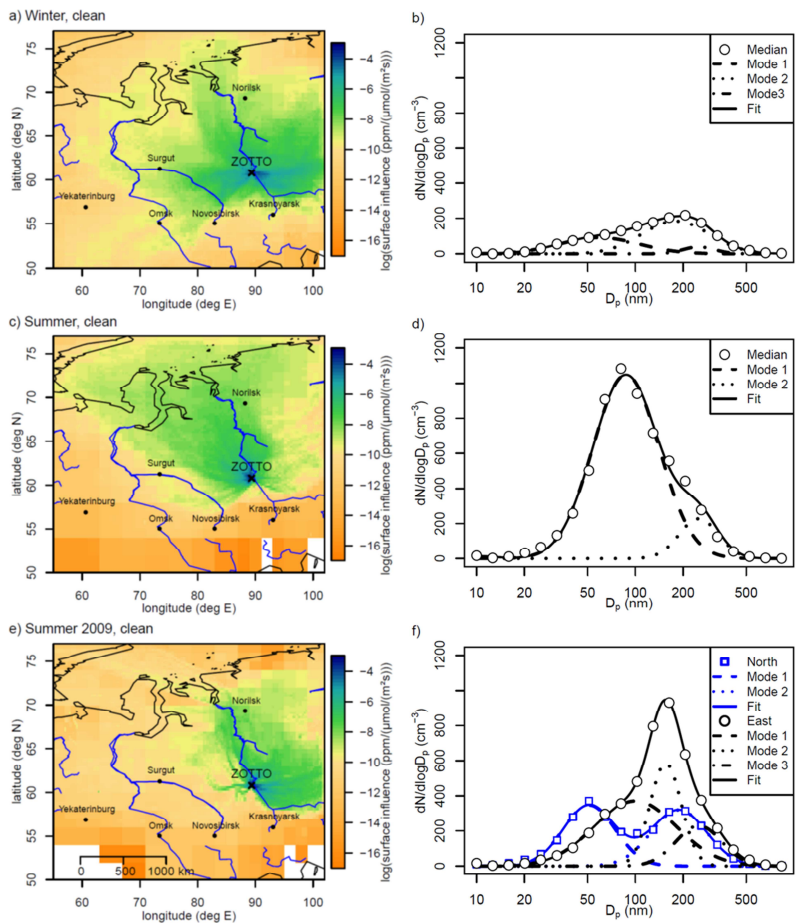 a) Winter, clean
latitude (deg N)
75
70
65
60
55
50
Norilsk
Surgut
ZOTTO
Yekaterinburg
Omsk
Novosibirsk
Krasnoyarsk
60 70 80 90 100
longitude (deg E)
−4
−6
−8
−10
−12
−14
−16
log(surface influence (ppm/(μmol/(m²s)))
b)
dN/dlogDp (cm−3)
1200
1000
800
600
400
200
0
Median
Mode 1
Mode 2
Mode3
Fit
10 20 50 100 200 500
Dp (nm)
c) Summer, clean
latitude (deg N)
75
70
65
60
55
50
Norilsk
Surgut
ZOTTO
Yekaterinburg
Omsk
Novosibirsk
Krasnoyarsk
60 70 80 90 100
longitude (deg E)
−4
−6
−8
−10
−12
−14
−16
log(surface influence (ppm/(μmol/(m²s)))
d)
dN/dlogDp (cm−3)
1200
1000
800
600
400
200
0
Median
Mode 1
Mode 2
Fit
10 20 50 100 200 500
Dp (nm)
e) Summer 2009, clean
latitude (deg N)
75
70
65
60
55
50
Norilsk
Surgut
ZOTTO
Yekaterinburg
Omsk
Novosibirsk
Krasnoyarsk
0 500 1000 km
60 70 80 90 100
longitude (deg E)
−4
−6
−8
−10
−12
−14
−16
log(surface influence (ppm/(μmol/(m²s)))
f)
dN/dlogDp (cm−3)
1200
1000
800
600
400
200
0
North
Mode 1
Mode 2
Fit
East
Mode 1
Mode 2
Mode 3
Fit
10 20 50 100 200 500
Dp (nm)